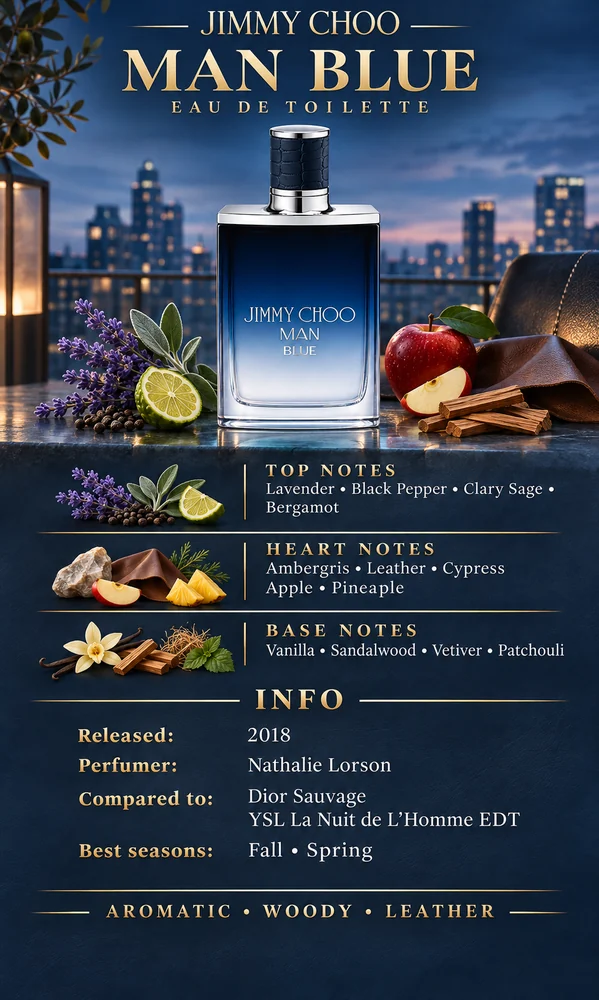 JIMMY CHOO
MAN BLUE
EAU DE TOILETTE
JIMMY CHOO
MAN
BLUE
TOP NOTES
Lavender • Black Pepper • Clary Sage •
Bergamot
HEART NOTES
Ambergris • Leather • Cypress
Apple • Pineaple
BASE NOTES
Vanilla • Sandalwood • Vetiver • Patchouli
INFO
Released: 2018
Perfumer: Nathalie Lorson
Compared to: Dior Sauvage
YSL La Nuit de L’Homme EDT
Best seasons: Fall • Spring
AROMATIC • WOODY • LEATHER